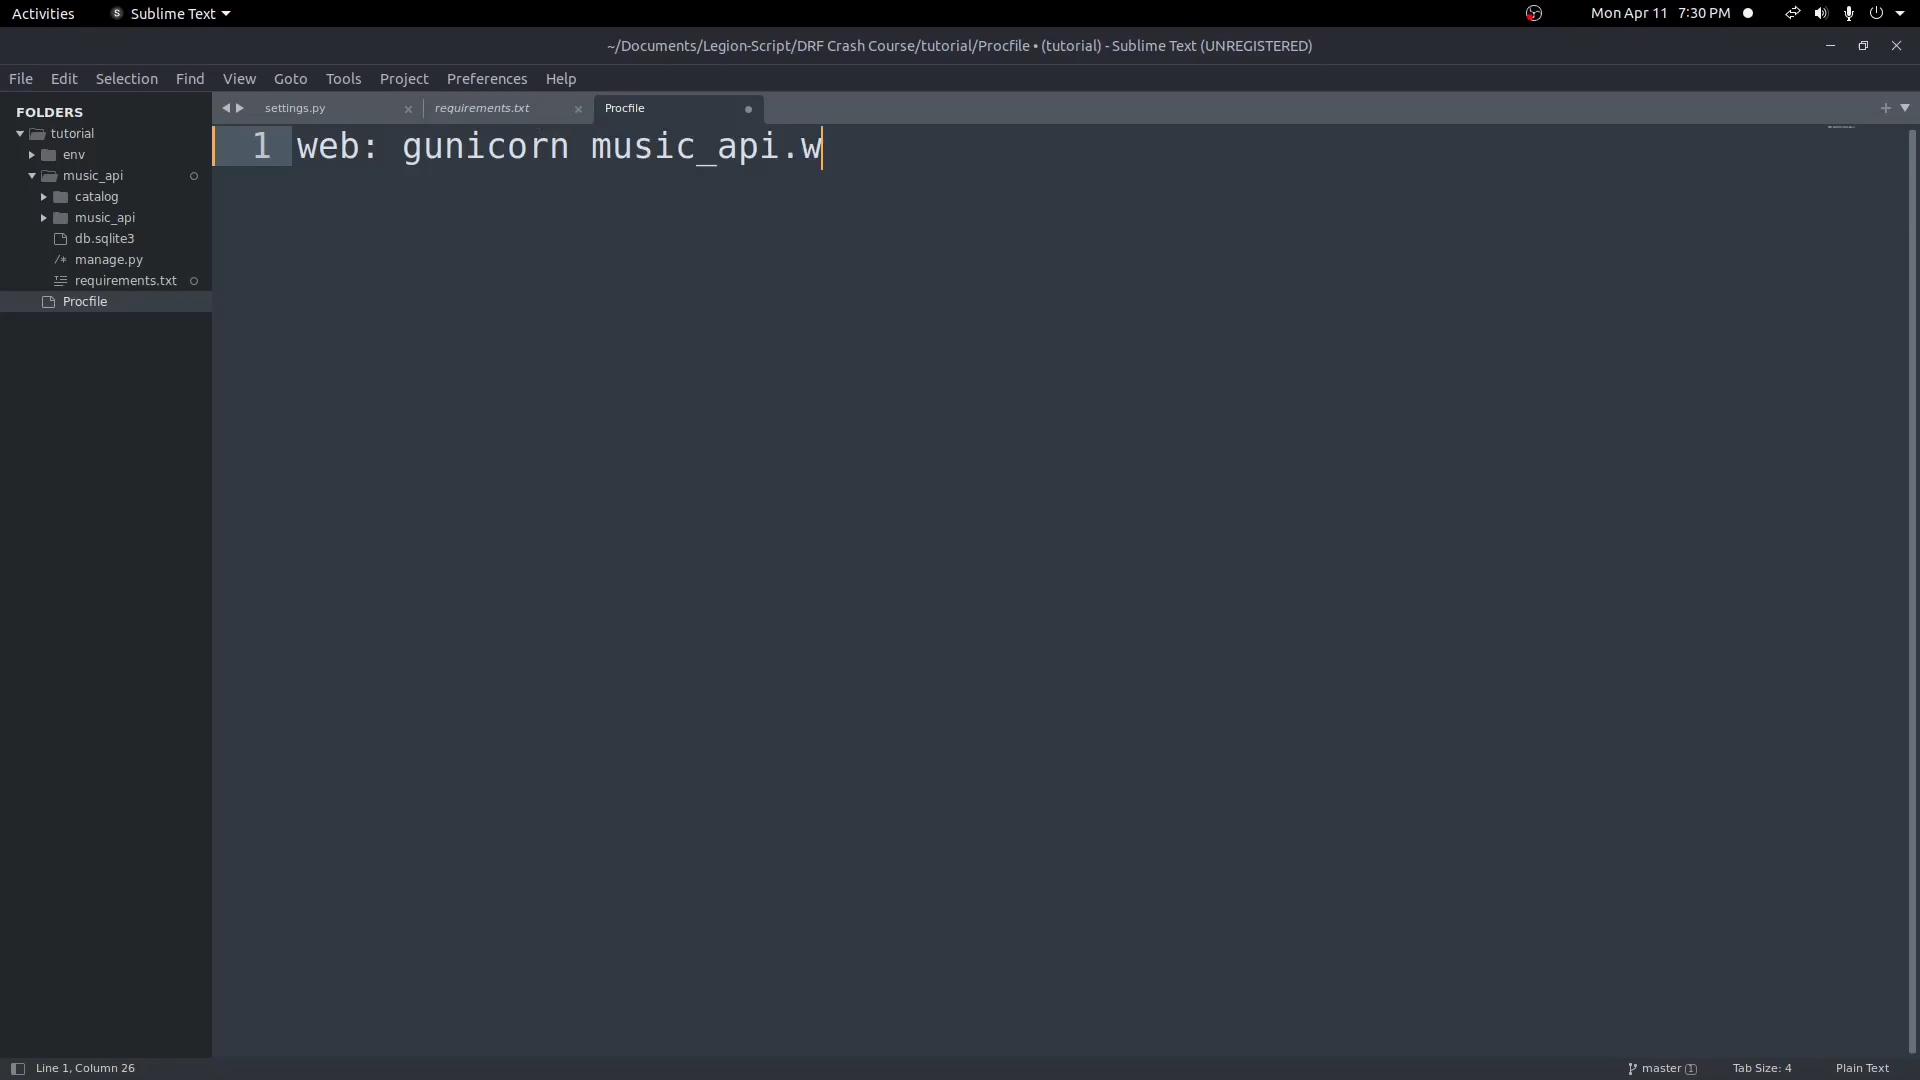 Activities
Sublime Text
Mon Apr 11 7:30 PM
~/Documents/Legion-Script/DRF Crash Course/tutorial/Procfile • (tutorial) - Sublime Text (UNREGISTERED)
File Edit Selection Find View Goto Tools Project Preferences Help
FOLDERS
tutorial
env
music_api
catalog
music_api
db.sqlite3
manage.py
requirements.txt
Procfile
settings.py
requirements.txt
Procfile
1 web: gunicorn music_api.w
Line 1, Column 26
master 1
Tab Size: 4
Plain Text